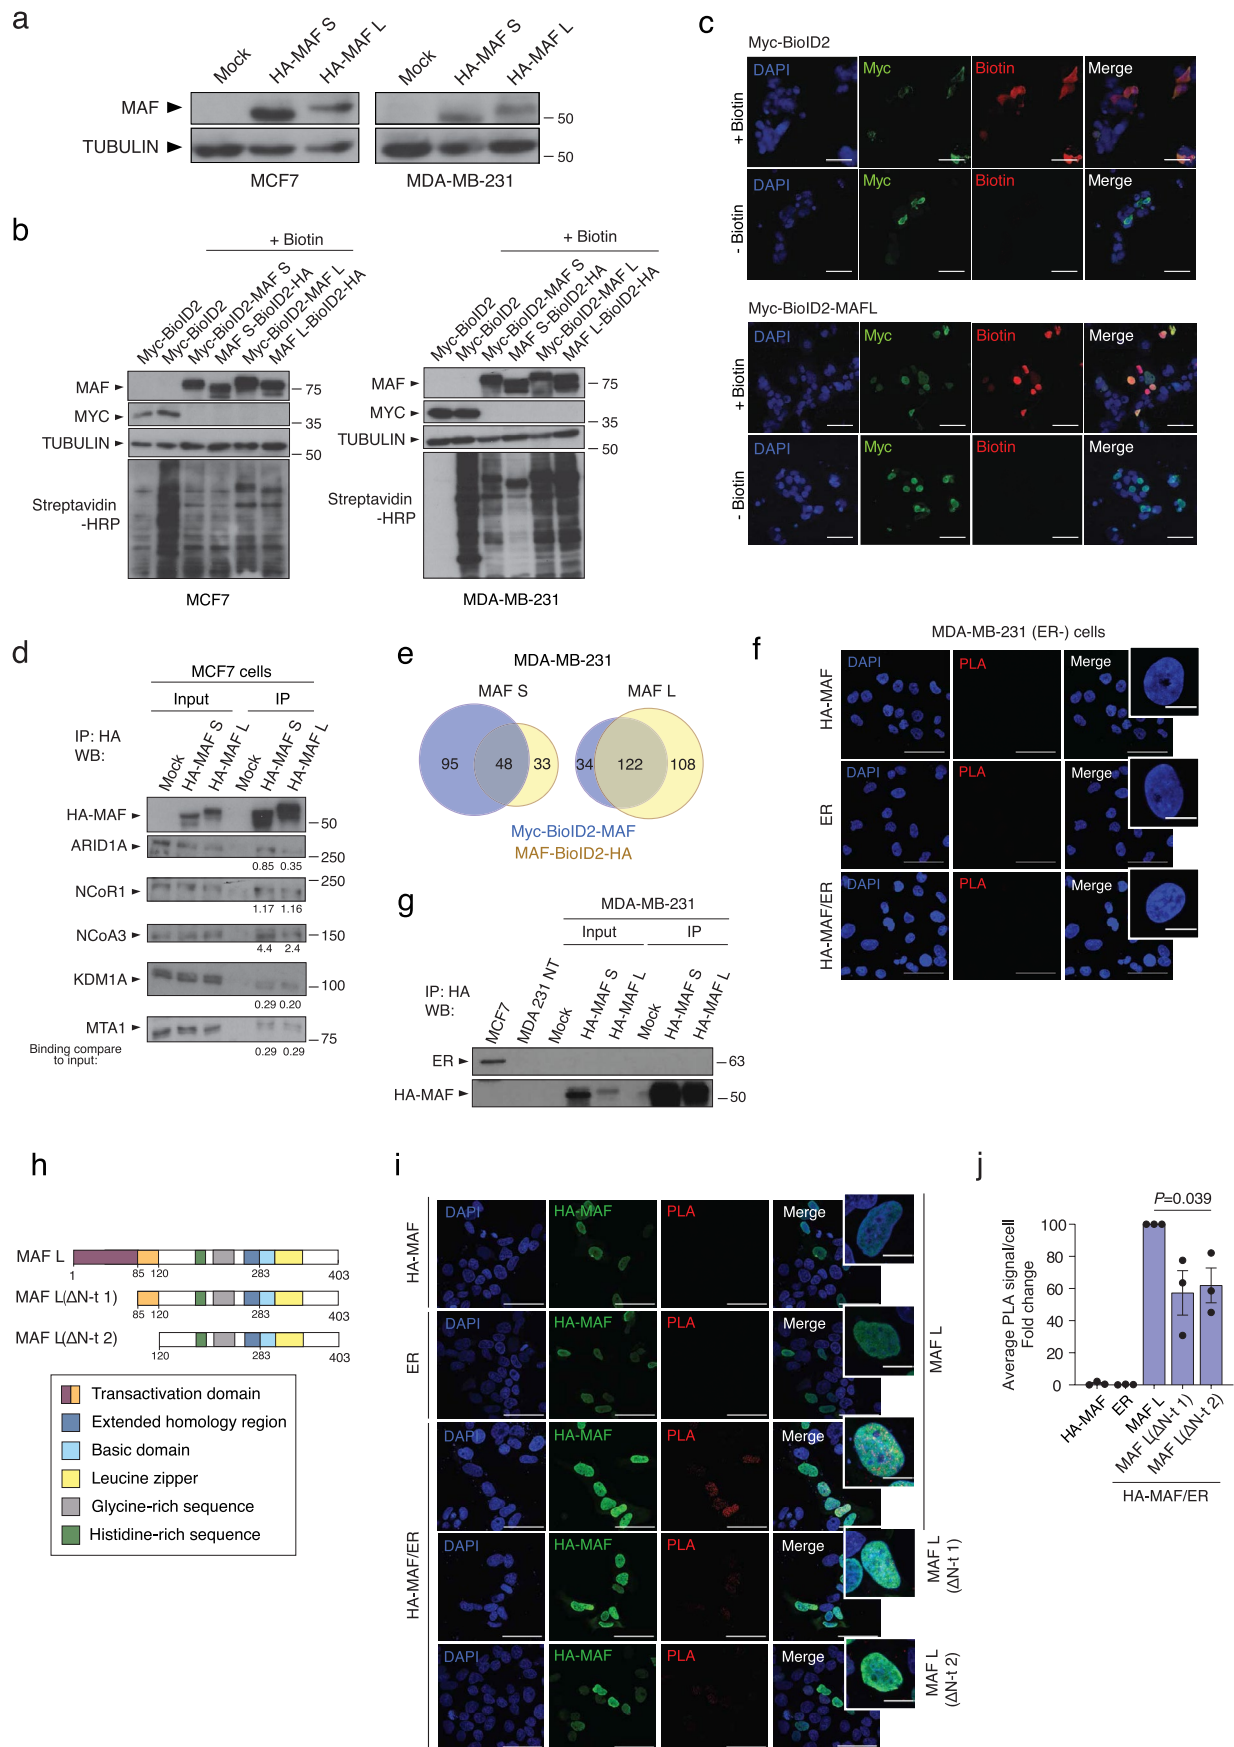 a
Mock
HA-MAF S
HA-MAF L
Mock
HA-MAF S
HA-MAF L
MAF
50
TUBULIN
50
MCF7
MDA-MB-231
b
+ Biotin
Myc-BioID2
Myc-BioID2
Myc-BioID2-MAF S
MAF S-BioID2-HA
Myc-BioID2-MAF L
MAF L-BioID2-HA
MAF
75
MYC
35
TUBULIN
50
Streptavidin
-HRP
MCF7
+ Biotin
Myc-BioID2
Myc-BioID2
Myc-BioID2-MAF S
MAF S-BioID2-HA
Myc-BioID2-MAF L
MAF L-BioID2-HA
MAF
75
MYC
35
TUBULIN
50
Streptavidin
-HRP
MDA-MB-231
c
Myc-BioID2
+ Biotin
DAPI
Myc
Biotin
Merge
- Biotin
DAPI
Myc
Biotin
Merge
Myc-BioID2-MAFL
+ Biotin
DAPI
Myc
Biotin
Merge
- Biotin
DAPI
Myc
Biotin
Merge
d
MCF7 cells
Input
IP
IP: HA
WB:
Mock
HA-MAF S
HA-MAF L
Mock
HA-MAF S
HA-MAF L
HA-MAF
50
ARID1A
250
0.85 0.35
250
NCoR1
1.17 1.16
NCoA3
150
4.4 2.4
KDM1A
100
0.29 0.20
MTA1
75
Binding compare
to input:
0.29 0.29
e
MDA-MB-231
MAF S
MAF L
95
48
33
34
122
108
Myc-BioID2-MAF
MAF-BioID2-HA
f
MDA-MB-231 (ER-) cells
HA-MAF
DAPI
PLA
Merge
ER
DAPI
PLA
Merge
HA-MAF/ER
DAPI
PLA
Merge
g
MDA-MB-231
Input
IP
IP: HA
WB:
MCF7
MDA 231 NT
Mock
HA-MAF S
HA-MAF L
Mock
HA-MAF S
HA-MAF L
ER
63
HA-MAF
50
h
MAF L
1
85
120
283
403
MAF L(ΔN-t 1)
85
120
283
403
MAF L(ΔN-t 2)
120
283
403
Transactivation domain
Extended homology region
Basic domain
Leucine zipper
Glycine-rich sequence
Histidine-rich sequence
i
HA-MAF
DAPI
HA-MAF
PLA
Merge
ER
DAPI
HA-MAF
PLA
Merge
MAF L
HA-MAF/ER
DAPI
HA-MAF
PLA
Merge
DAPI
HA-MAF
PLA
Merge
MAF L
(ΔN-t 1)
DAPI
HA-MAF
PLA
Merge
MAF L
(ΔN-t 2)
j
P=0.039
Average PLA signal/cell
Fold change
100
80
60
40
20
0
HA-MAF
ER
MAF L
MAF L(ΔN-t 1)
MAF L(ΔN-t 2)
HA-MAF/ER